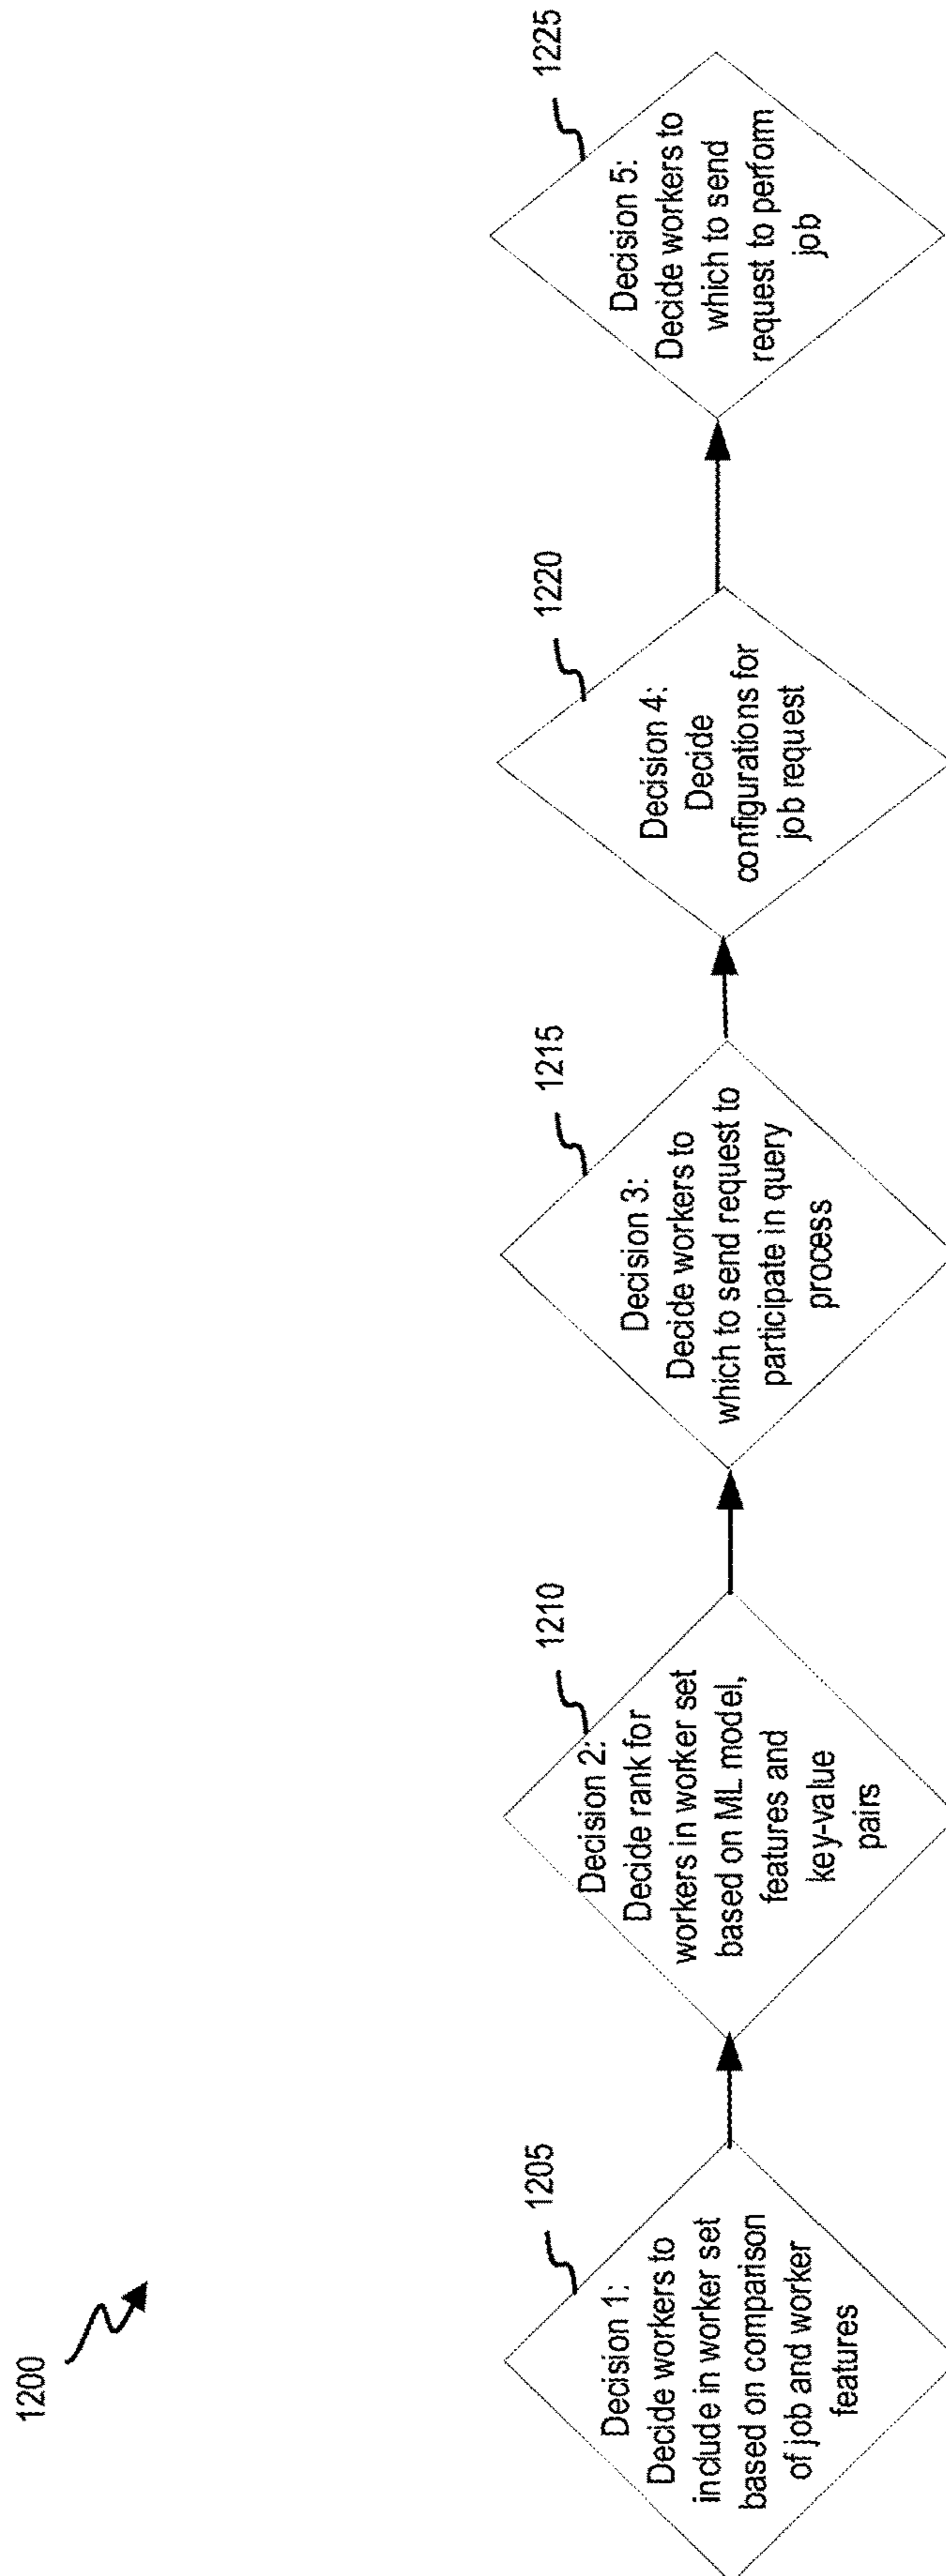 1200
1205
Decision 1:
Decide workers to
include in worker set
based on comparison
of job and worker
features
1210
Decision 2:
Decide rank for
workers in worker set
based on ML model,
features and
key-value
pairs
1215
Decision 3:
Decide workers to
which to send request to
participate in query
process
1220
Decision 4:
Decide
configurations for
job request
1225
Decision 5:
Decide workers to
which to send
request to perform
job